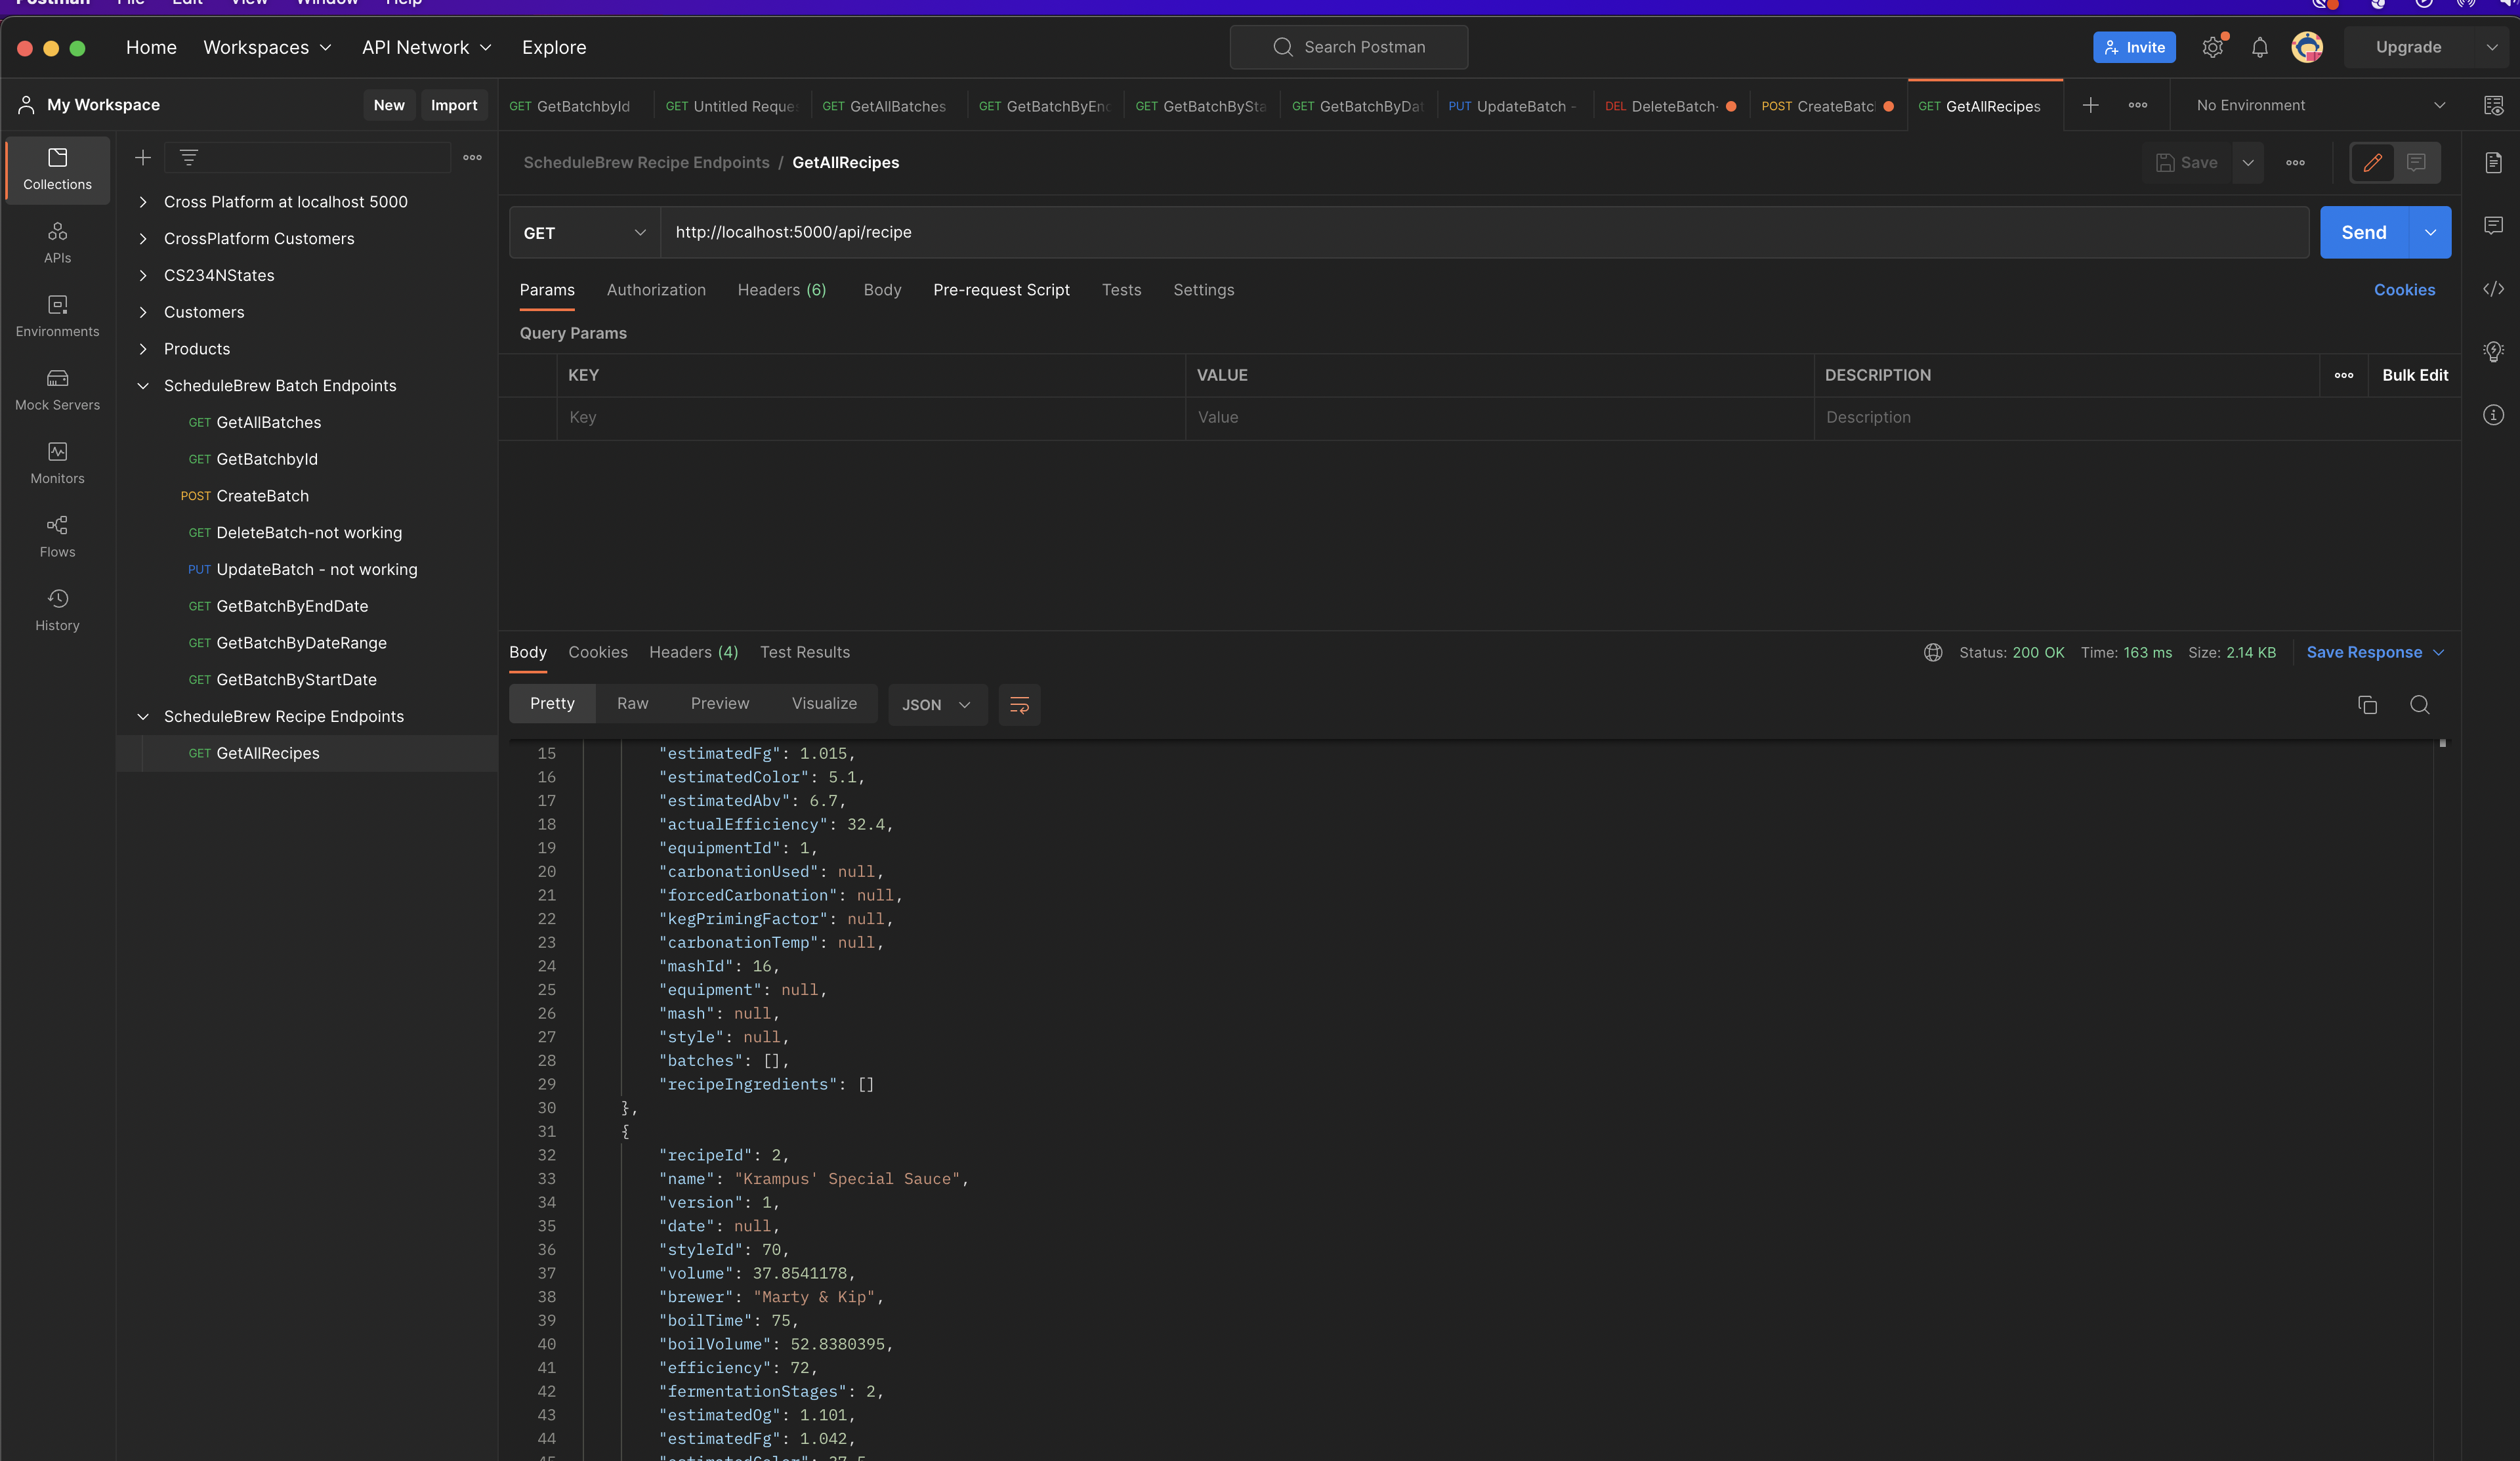 Postman File Edit View Window Help
Home Workspaces API Network Explore
Search Postman
Invite
Upgrade
My Workspace
New Import
GET GetBatchbyId
GET Untitled Reque
GET GetAllBatches
GET GetBatchByEn
GET GetBatchBySta
GET GetBatchByDat
PUT UpdateBatch -
DEL DeleteBatch-
POST CreateBatc
GET GetAllRecipes
No Environment
Collections
APIs
Environments
Mock Servers
Monitors
Flows
History
Cross Platform at localhost 5000
CrossPlatform Customers
CS234NStates
Customers
Products
ScheduleBrew Batch Endpoints
GET GetAllBatches
GET GetBatchbyId
POST CreateBatch
GET DeleteBatch-not working
PUT UpdateBatch - not working
GET GetBatchByEndDate
GET GetBatchByDateRange
GET GetBatchByStartDate
ScheduleBrew Recipe Endpoints
GET GetAllRecipes
ScheduleBrew Recipe Endpoints / GetAllRecipes
Save
GET http://localhost:5000/api/recipe
Send
Params Authorization Headers (6) Body Pre-request Script Tests Settings
Cookies
Query Params
KEY VALUE DESCRIPTION Bulk Edit
Key Value Description
Body Cookies Headers (4) Test Results
Status: 200 OK Time: 163 ms Size: 2.14 KB Save Response
Pretty Raw Preview Visualize JSON
15 "estimatedFg": 1.015,
16 "estimatedColor": 5.1,
17 "estimatedAbv": 6.7,
18 "actualEfficiency": 32.4,
19 "equipmentId": 1,
20 "carbonationUsed": null,
21 "forcedCarbonation": null,
22 "kegPrimingFactor": null,
23 "carbonationTemp": null,
24 "mashId": 16,
25 "equipment": null,
26 "mash": null,
27 "style": null,
28 "batches": [],
29 "recipeIngredients": []
30 },
31 {
32 "recipeId": 2,
33 "name": "Krampus' Special Sauce",
34 "version": 1,
35 "date": null,
36 "styleId": 70,
37 "volume": 37.8541178,
38 "brewer": "Marty & Kip",
39 "boilTime": 75,
40 "boilVolume": 52.8380395,
41 "efficiency": 72,
42 "fermentationStages": 2,
43 "estimatedOg": 1.101,
44 "estimatedFg": 1.042,
45 "estimatedColor": 37.5